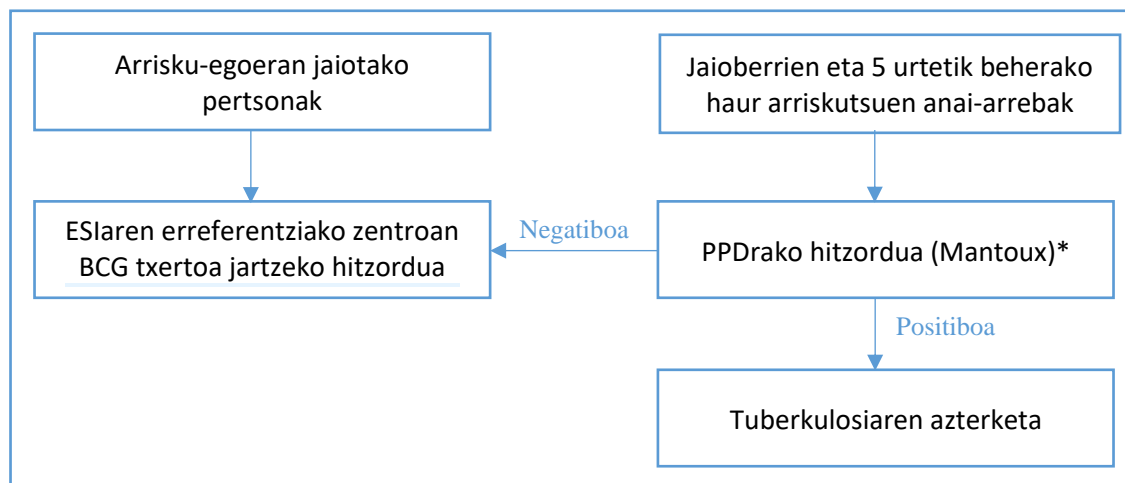 Arrisku-egoeran jaiotako
pertsonak
Jaioberrien eta 5 urtetik beherako
haur arriskutsuen anai-arrebak
ESIaren erreferentziako zentroan
BCG txertoa jartzeko hitzordua
Negatiboa
PPDrako hitzordua (Mantoux)*
Positiboa
Tuberkulosiaren azterketa